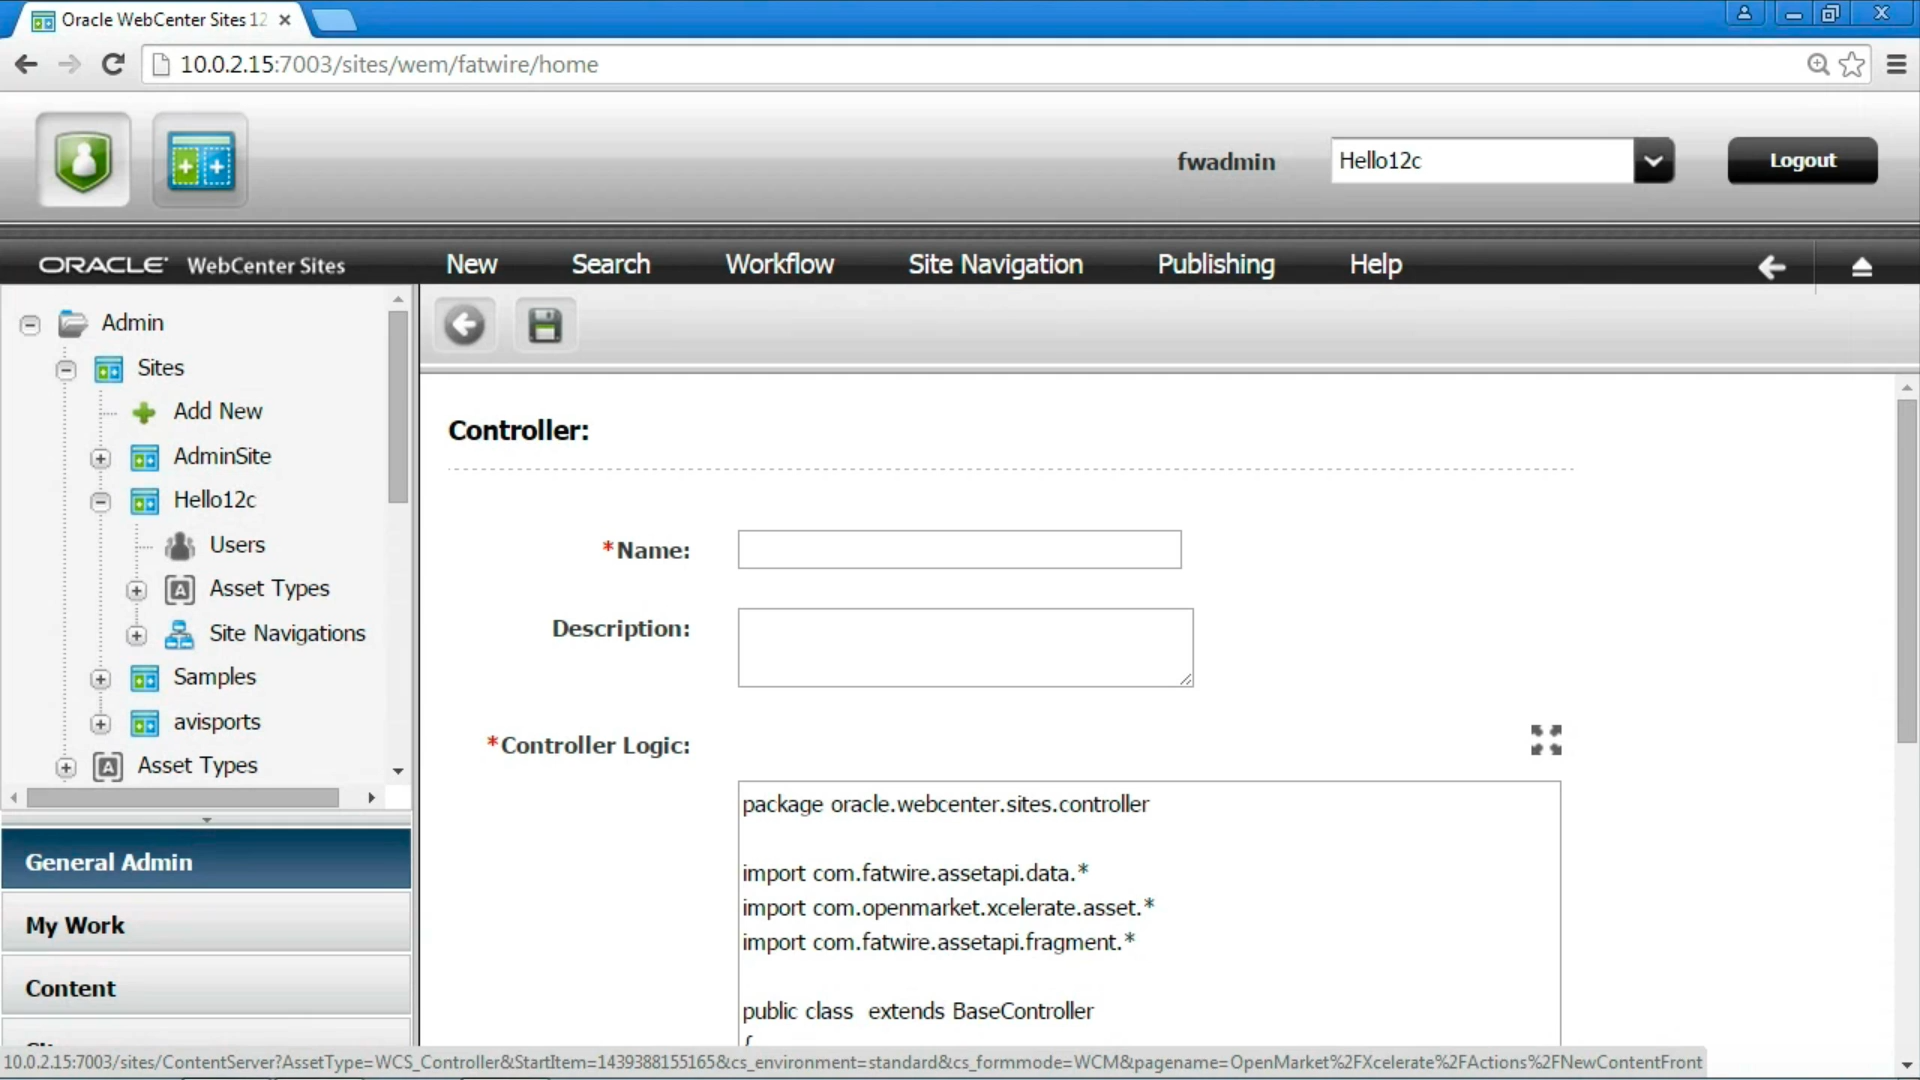 Oracle WebCenter Sites 12
10.0.2.15:7003/sites/wem/fatwire/home
fwadmin
Hello12c
Logout
ORACLE WebCenter Sites
New
Search
Workflow
Site Navigation
Publishing
Help
Admin
Sites
Add New
AdminSite
Hello12c
Users
Asset Types
Site Navigations
Samples
avisports
Asset Types
General Admin
My Work
Content
Controller:
*Name:
Description:
*Controller Logic:
package oracle.webcenter.sites.controller
import com.fatwire.assetapi.data.*
import com.openmarket.xcelerate.asset.*
import com.fatwire.assetapi.fragment.*
public class  extends BaseController
{
10.0.2.15:7003/sites/ContentServer?AssetType=WCS_Controller&StartItem=1439388155165&cs_environment=standard&cs_formmode=WCM&pagename=OpenMarket%2FXcelerate%2FActions%2FNewContentFront